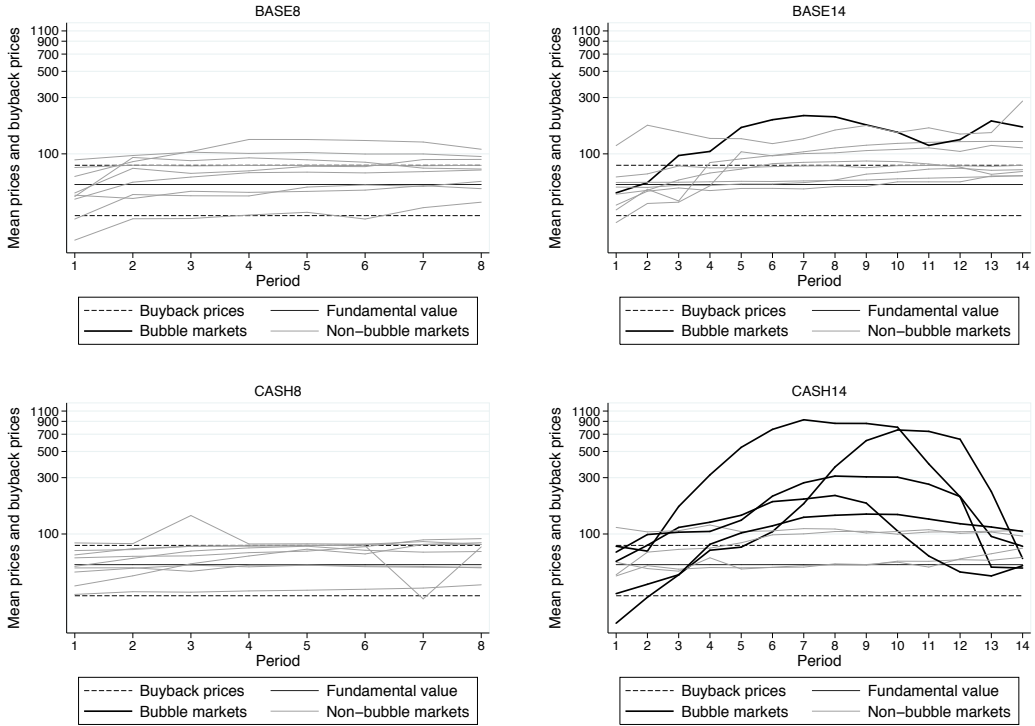 BASE8
Mean prices and buyback prices
1100
900
700
500
300
100
1 2 3 4 5 6 7 8
Period
Buyback prices Fundamental value
Bubble markets Non−bubble markets
BASE14
Mean prices and buyback prices
1100
900
700
500
300
100
1 2 3 4 5 6 7 8 9 10 11 12 13 14
Period
Buyback prices Fundamental value
Bubble markets Non−bubble markets
CASH8
Mean prices and buyback prices
1100
900
700
500
300
100
1 2 3 4 5 6 7 8
Period
Buyback prices Fundamental value
Bubble markets Non−bubble markets
CASH14
Mean prices and buyback prices
1100
900
700
500
300
100
1 2 3 4 5 6 7 8 9 10 11 12 13 14
Period
Buyback prices Fundamental value
Bubble markets Non−bubble markets